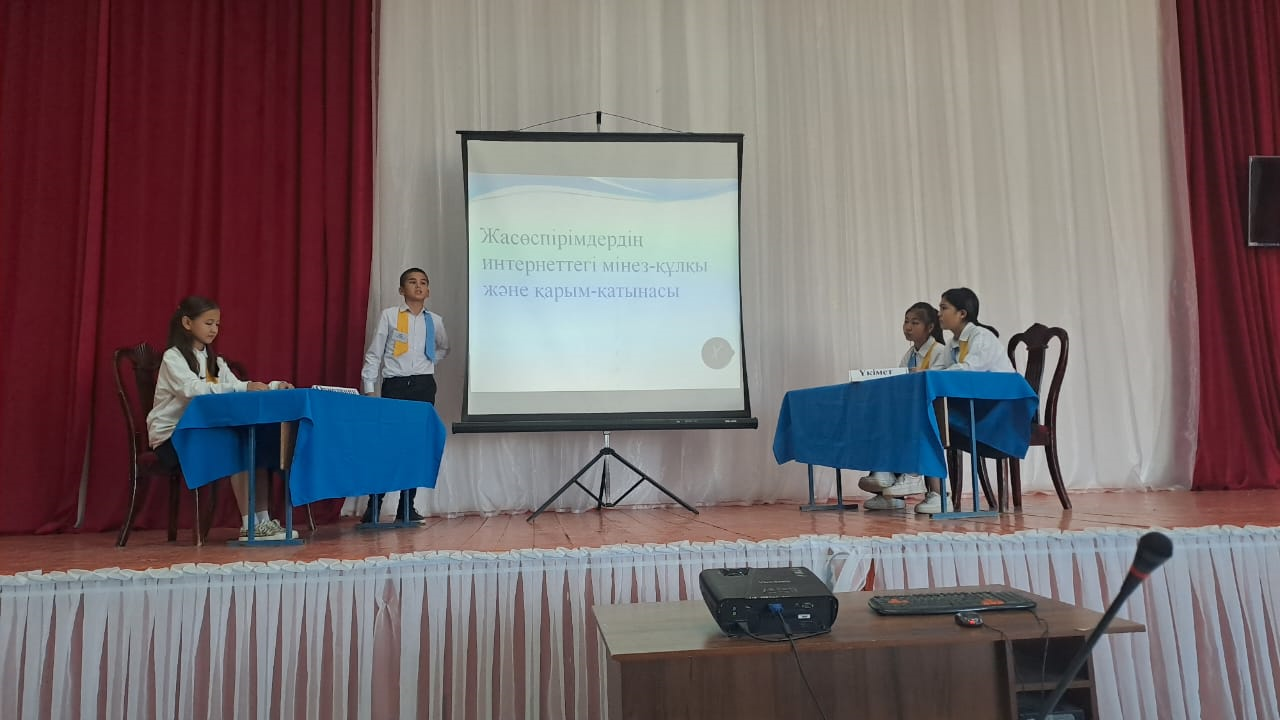 Жасөспірімдердің
интернеттегі мінез-құлқы
және қарым-қатынасы
Үкімет